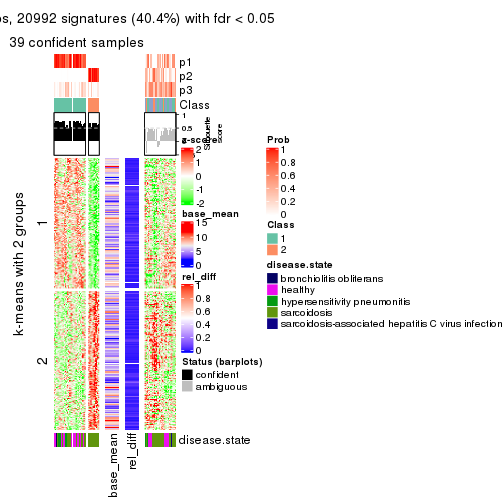 s, 20992 signatures (40.4%) with fdr < 0.05
39 confident samples
p1
p2
p3
Class
1
0.5
0
Silhouette
score
k-means with 2 groups
1
2
base_mean
rel_diff
disease.state
z-score
2
1
0
-1
-2
base_mean
15
10
5
0
rel_diff
1
0.8
0.6
0.4
0.2
0
Status (barplots)
confident
ambiguous
Prob
1
0.8
0.6
0.4
0.2
0
Class
1
2
disease.state
bronchiolitis obliterans
healthy
hypersensitivity pneumonitis
sarcoidosis
sarcoidosis-associated hepatitis C virus infection